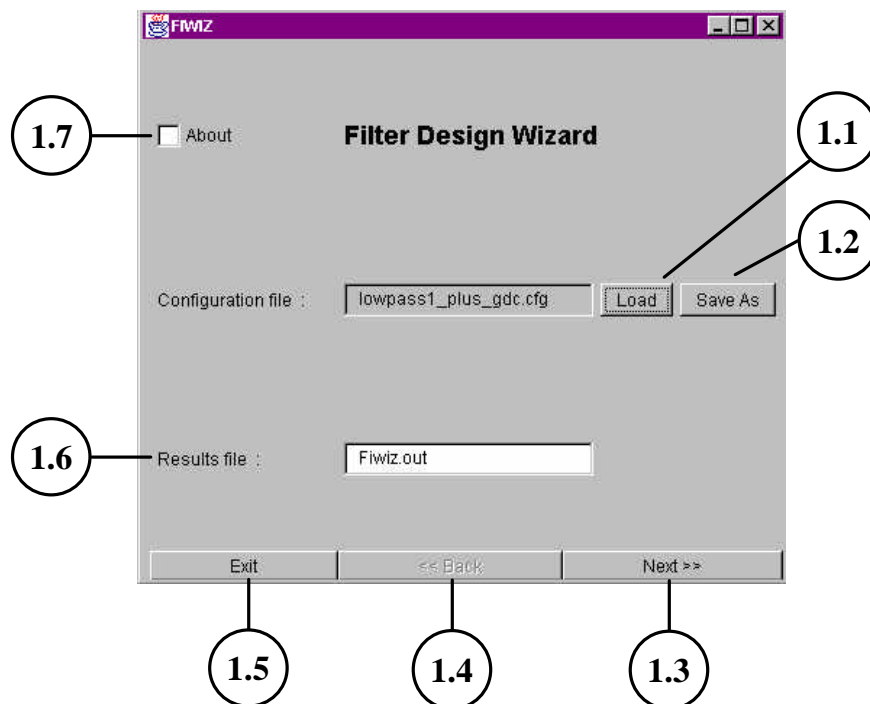 FIWIZ
1.7
About
Filter Design Wizard
1.1
1.2
Configuration file :
lowpass1_plus_gdc.cfg
Load
Save As
1.6
Results file :
Fiwiz.out
Exit
<< Back
Next >>
1.5
1.4
1.3